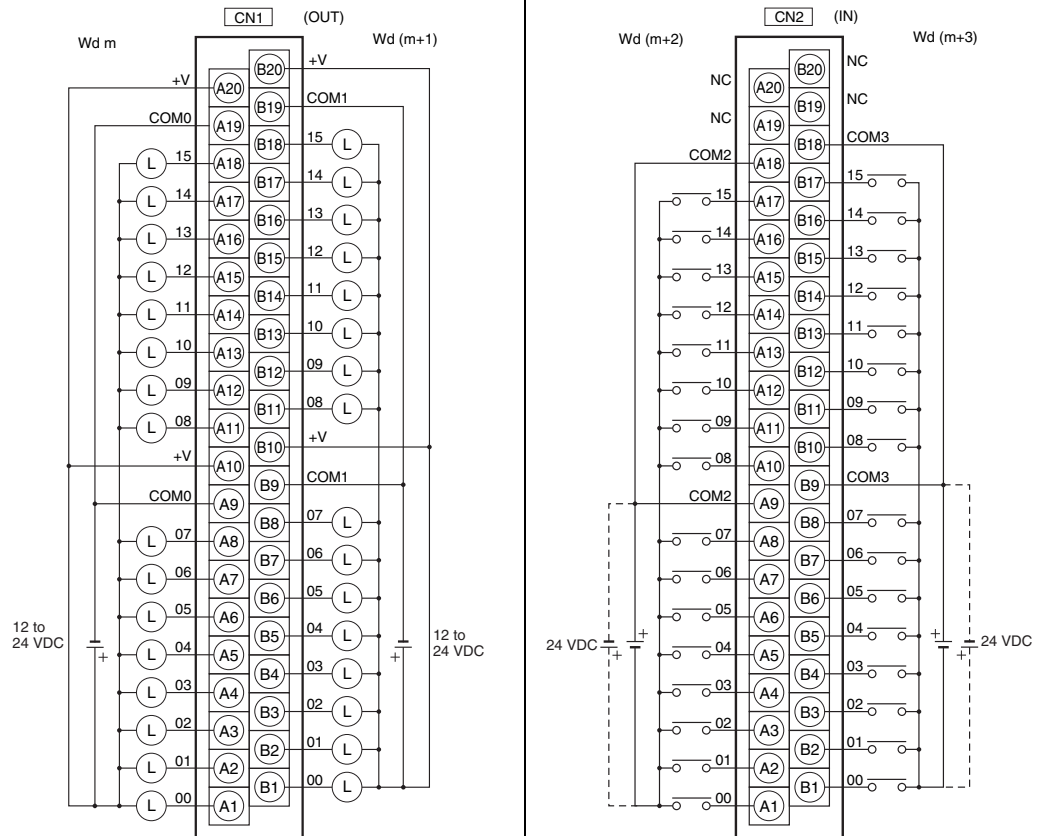 CN1 (OUT)
Wd m
Wd (m+1)
+V A20 B20 +V
COM0 A19 B19 COM1
15 A18 B18 15
14 A17 B17 14
13 A16 B16 13
12 A15 B15 12
11 A14 B14 11
10 A13 B13 10
09 A12 B12 09
08 A11 B11 08
+V A10 B10 +V
COM0 A9 B9 COM1
07 A8 B8 07
06 A7 B7 06
05 A6 B6 05
04 A5 B5 04
03 A4 B4 03
02 A3 B3 02
01 A2 B2 01
00 A1 B1 00
L L L L L L L L L L L L L L L L
L L L L L L L L L L L L L L L L
12 to
24 VDC
+
12 to
24 VDC
+
CN2 (IN)
Wd (m+2)
Wd (m+3)
NC A20 B20 NC
NC A19 B19 NC
COM2 A18 B18 COM3
15 A17 B17 15
14 A16 B16 14
13 A15 B15 13
12 A14 B14 12
11 A13 B13 11
10 A12 B12 10
09 A11 B11 09
08 A10 B10 08
COM2 A9 B9 COM3
07 A8 B8 07
06 A7 B7 06
05 A6 B6 05
04 A5 B5 04
03 A4 B4 03
02 A3 B3 02
01 A2 B2 01
00 A1 B1 00
24 VDC + +
+ + 24 VDC